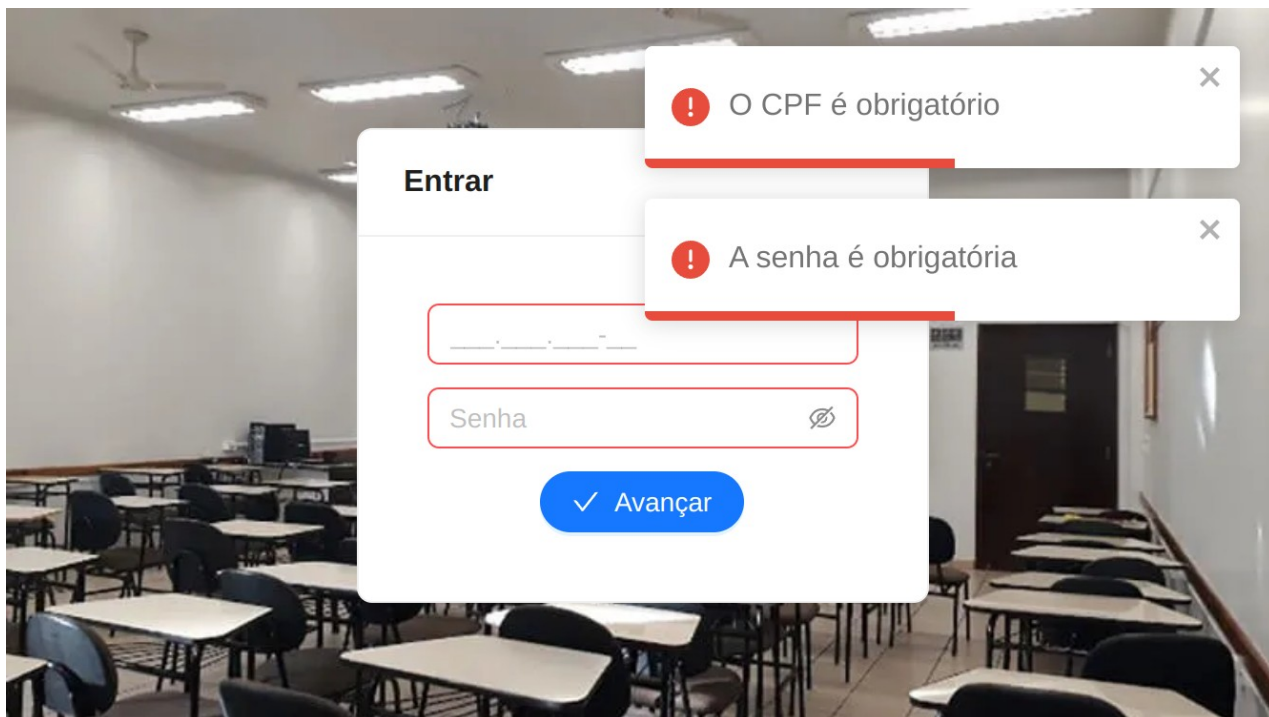 O CPF é obrigatório
Entrar
A senha é obrigatória
___.___.___-__
Senha
Avançar